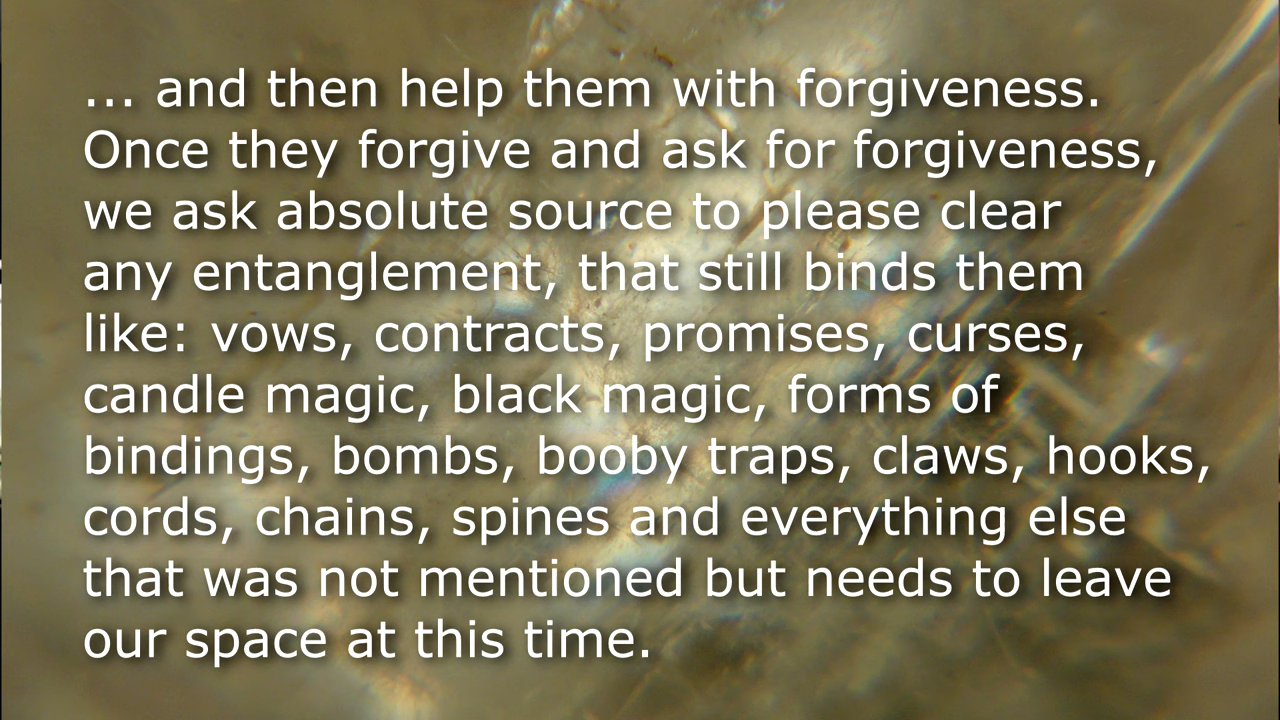 ... and then help them with forgiveness.
Once they forgive and ask for forgiveness,
we ask absolute source to please clear
any entanglement, that still binds them
like: vows, contracts, promises, curses,
candle magic, black magic, forms of
bindings, bombs, booby traps, claws, hooks,
cords, chains, spines and everything else
that was not mentioned but needs to leave
our space at this time.